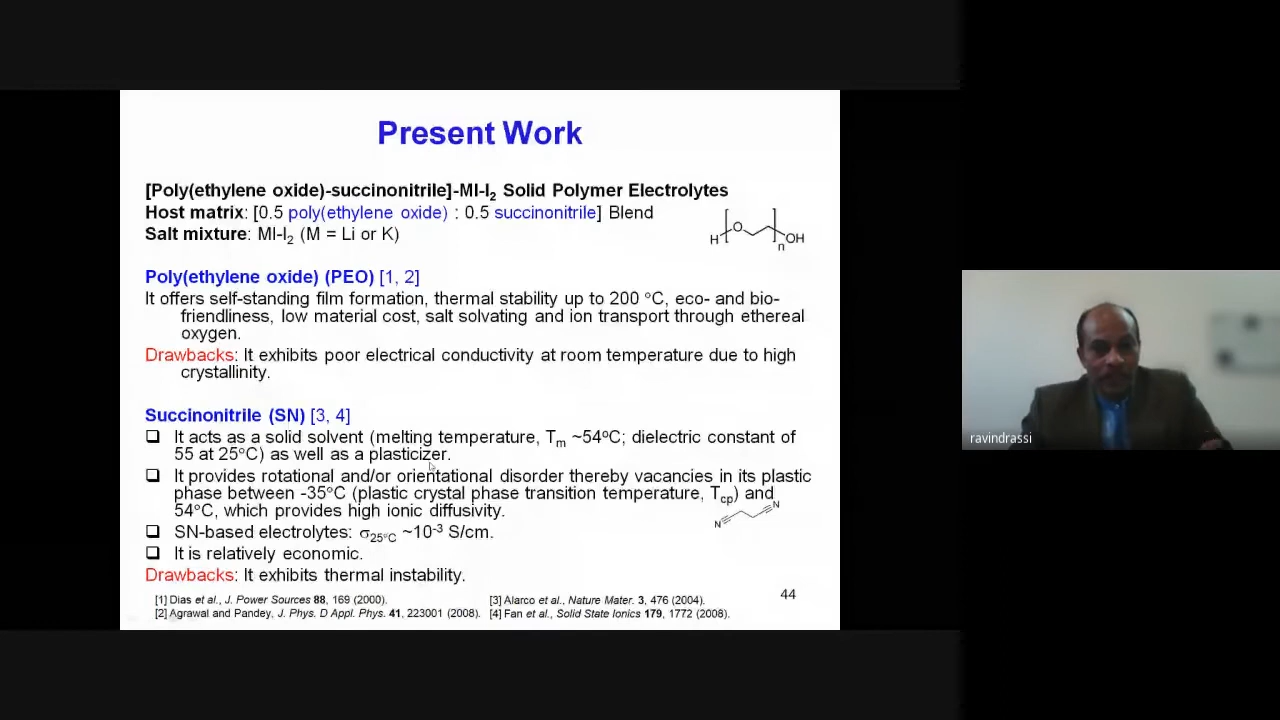 Present Work
[Poly(ethylene oxide)-succinonitrile]-MI-I2 Solid Polymer Electrolytes
Host matrix: [0.5 poly(ethylene oxide) : 0.5 succinonitrile] Blend
Salt mixture: MI-I2 (M = Li or K)
H O n OH
Poly(ethylene oxide) (PEO) [1, 2]
It offers self-standing film formation, thermal stability up to 200 °C, eco- and bio-
friendliness, low material cost, salt solvating and ion transport through ethereal
oxygen.
Drawbacks: It exhibits poor electrical conductivity at room temperature due to high
crystallinity.
Succinonitrile (SN) [3, 4]
❑ It acts as a solid solvent (melting temperature, Tm ~54°C; dielectric constant of
55 at 25°C) as well as a plasticizer.
❑ It provides rotational and/or orientational disorder thereby vacancies in its plastic
phase between -35°C (plastic crystal phase transition temperature, Tcp) and
54°C, which provides high ionic diffusivity.
N N
❑ SN-based electrolytes: σ25°C ~10-3 S/cm.
❑ It is relatively economic.
Drawbacks: It exhibits thermal instability.
[1] Dias et al., J. Power Sources 88, 169 (2000).
[2] Agrawal and Pandey, J. Phys. D Appl. Phys. 41, 223001 (2008).
[3] Alarco et al., Nature Mater. 3, 476 (2004).
[4] Fan et al., Solid State Ionics 179, 1772 (2008).
44
ravindrassi